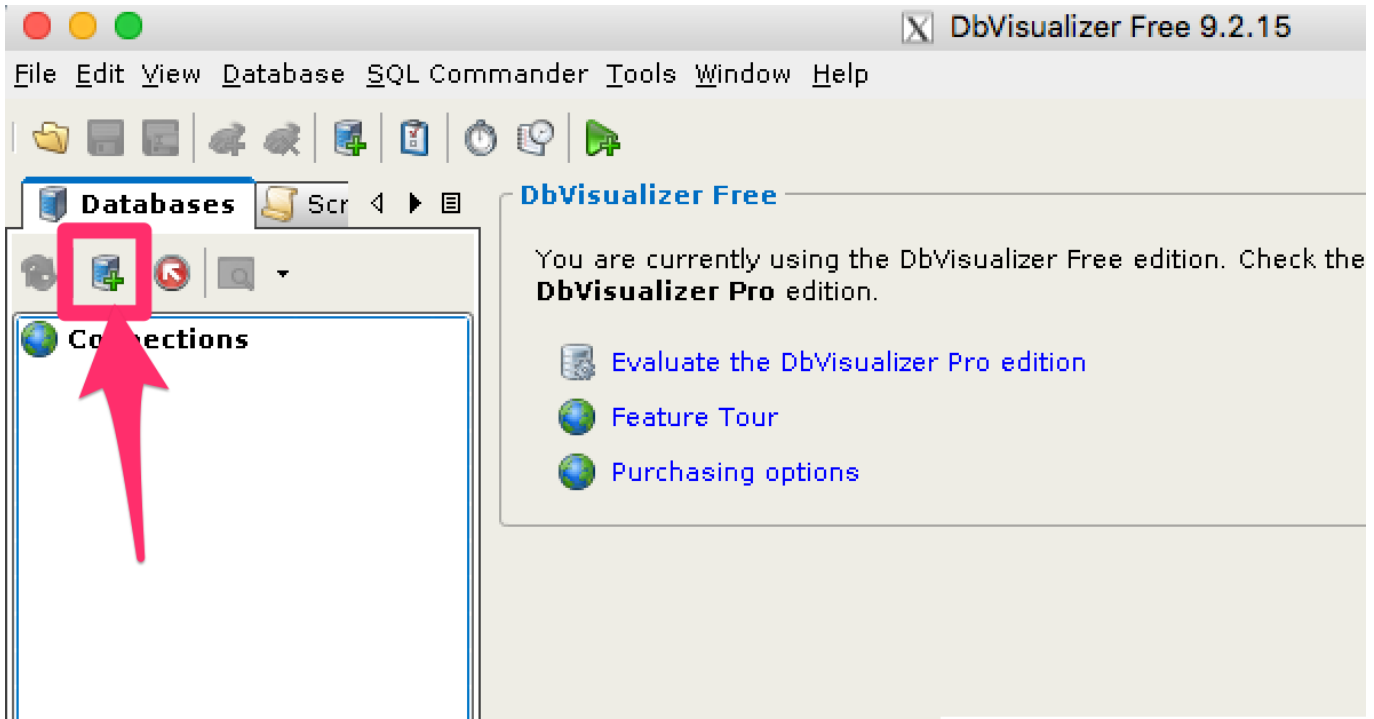 DbVisualizer Free 9.2.15
File Edit View Database SQL Commander Tools Window Help
Databases Scr
Connections
DbVisualizer Free
You are currently using the DbVisualizer Free edition. Check the
DbVisualizer Pro edition.
Evaluate the DbVisualizer Pro edition
Feature Tour
Purchasing options